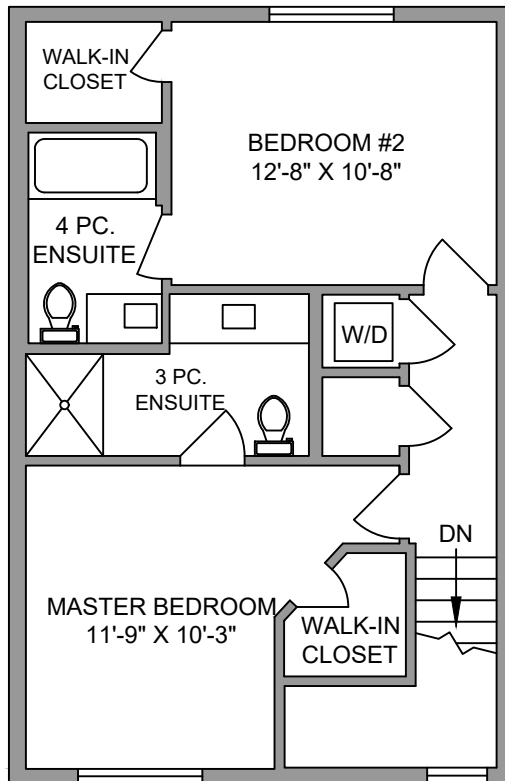 WALK-IN
CLOSET
BEDROOM #2
12'-8" X 10'-8"
4 PC.
ENSUITE
W/D
3 PC.
ENSUITE
DN
MASTER BEDROOM
11'-9" X 10'-3"
WALK-IN
CLOSET